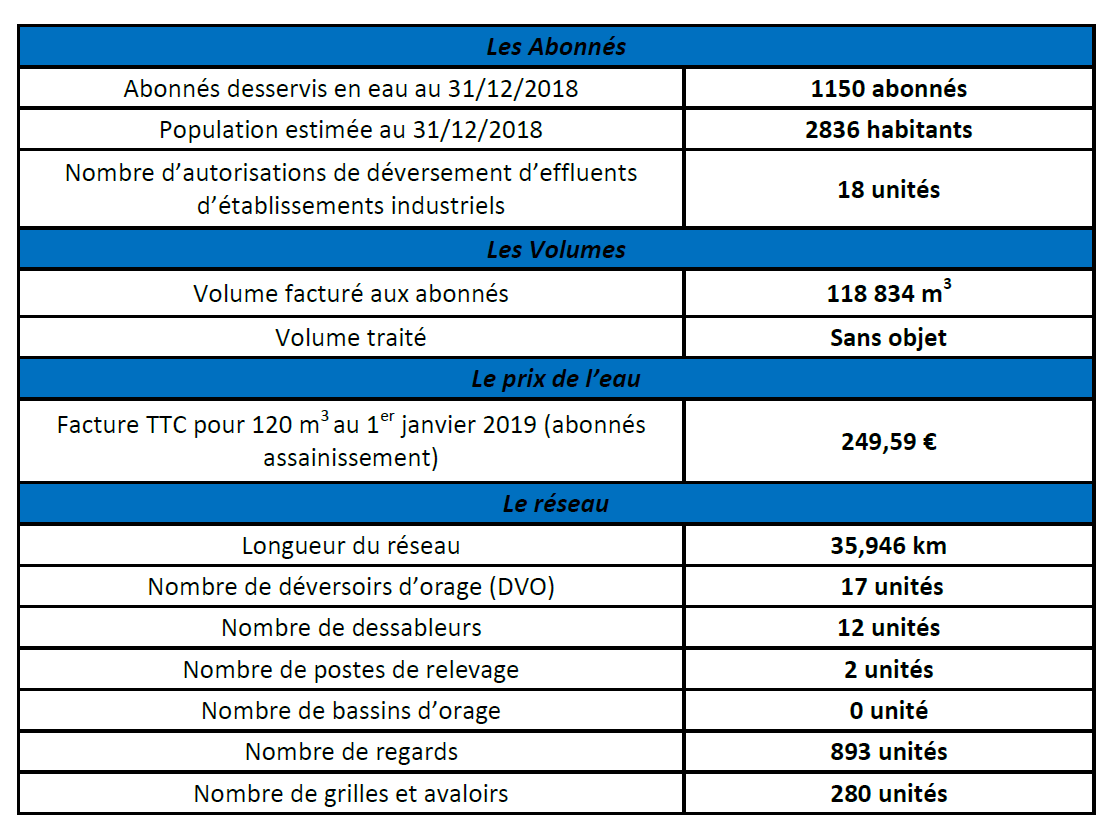 Les Abonnés
Abonnés desservis en eau au 31/12/2018
1150 abonnés
Population estimée au 31/12/2018
2836 habitants
Nombre d’autorisations de déversement d’effluents
d’établissements industriels
18 unités
Les Volumes
Volume facturé aux abonnés
118 834 m³
Volume traité
Sans objet
Le prix de l’eau
Facture TTC pour 120 m³ au 1er janvier 2019 (abonnés
assainissement)
249,59 €
Le réseau
Longueur du réseau
35,946 km
Nombre de déversoirs d’orage (DVO)
17 unités
Nombre de dessableurs
12 unités
Nombre de postes de relevage
2 unités
Nombre de bassins d’orage
0 unité
Nombre de regards
893 unités
Nombre de grilles et avaloirs
280 unités